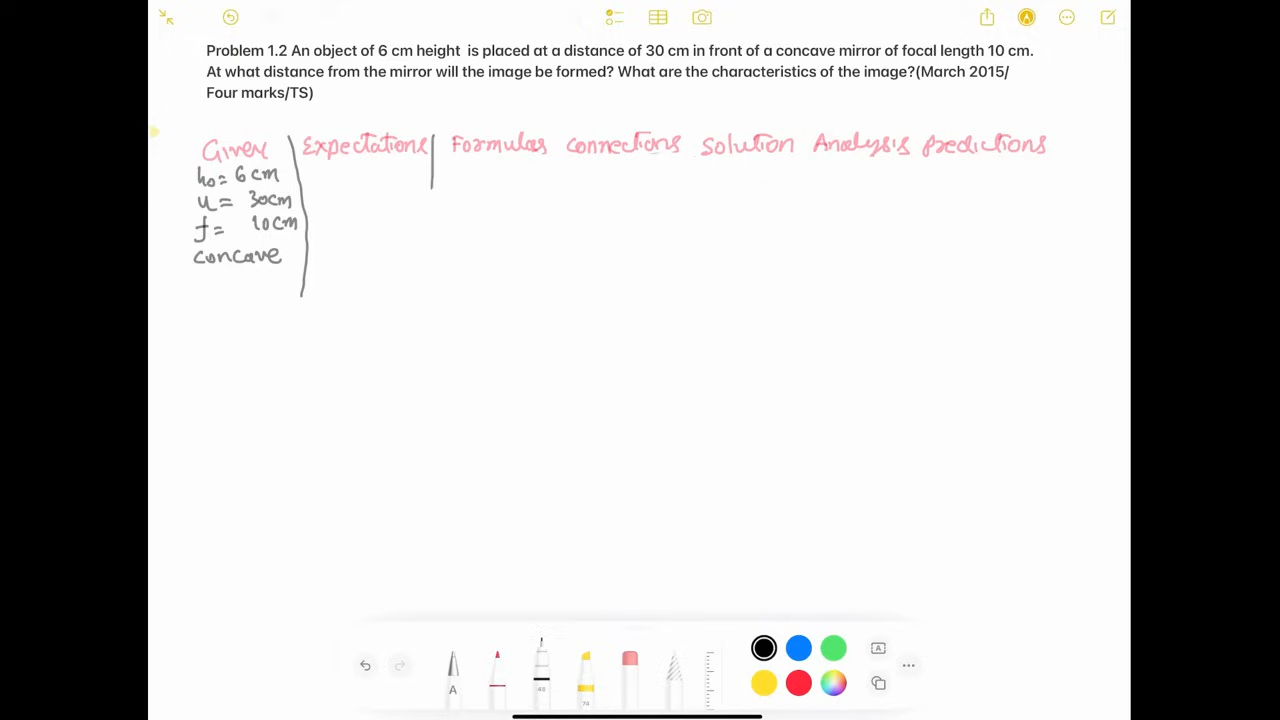 Problem 1.2 An object of 6 cm height is placed at a distance of 30 cm in front of a concave mirror of focal length 10 cm.
At what distance from the mirror will the image be formed? What are the characteristics of the image?(March 2015/
Four marks/TS)
Given Expectations Formulas connections solution Analysis predictions
ho = 6 cm
u = 30cm
f = 10cm
concave
A
48
74
A